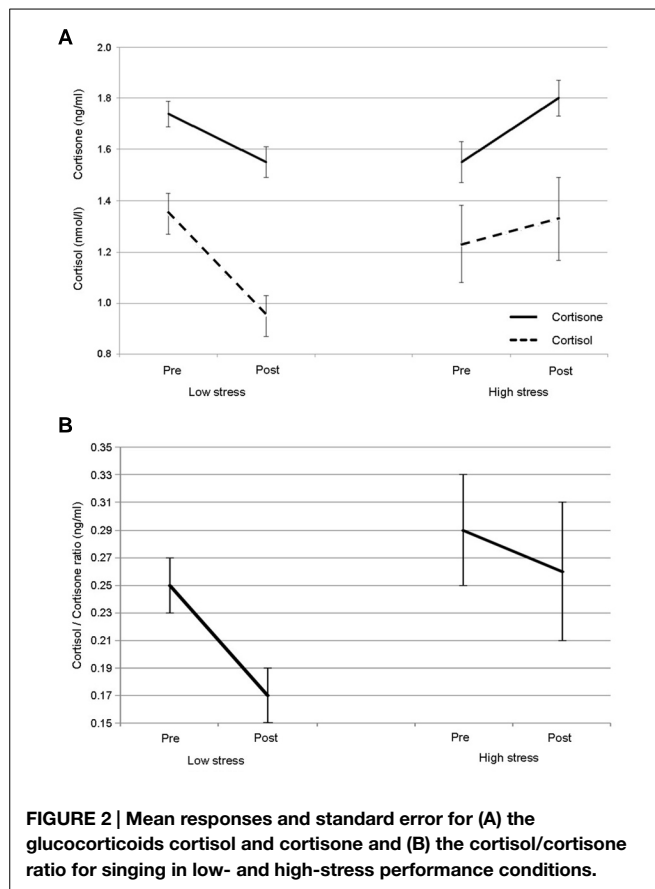 A
2.0
1.8
1.6
1.4
1.2
1.0
0.8
Cortisone (ng/ml)
Cortisol (nmol/l)
Cortisone
Cortisol
Pre
Post
Pre
Post
Low stress
High stress
B
0.35
0.33
0.31
0.29
0.27
0.25
0.23
0.21
0.19
0.17
0.15
Cortisol / Cortisone ratio (ng/ml)
Pre
Post
Pre
Post
Low stress
High stress
FIGURE 2 | Mean responses and standard error for (A) the
glucocorticoids cortisol and cortisone and (B) the cortisol/cortisone
ratio for singing in low- and high-stress performance conditions.